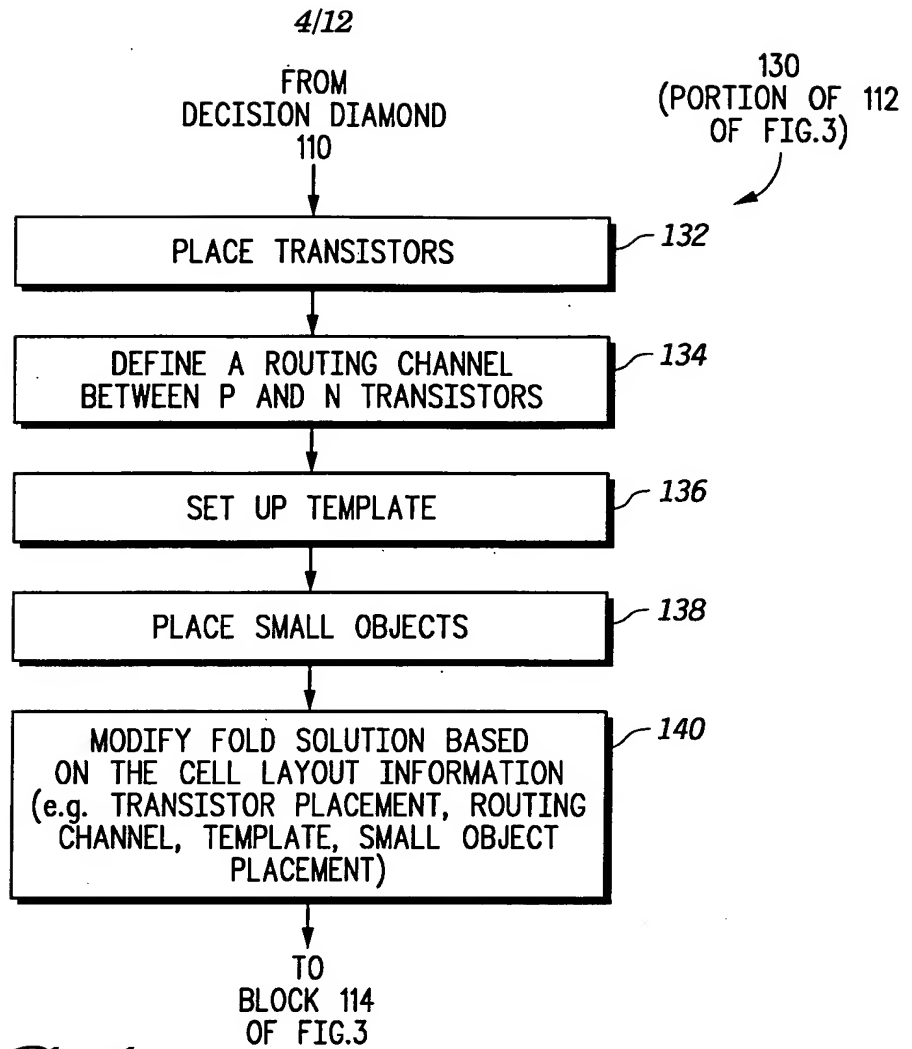 4/12
FROM
DECISION DIAMOND
110
130
(PORTION OF 112
OF FIG.3)
PLACE TRANSISTORS
132
DEFINE A ROUTING CHANNEL
BETWEEN P AND N TRANSISTORS
134
SET UP TEMPLATE
136
PLACE SMALL OBJECTS
138
MODIFY FOLD SOLUTION BASED
ON THE CELL LAYOUT INFORMATION
(e.g. TRANSISTOR PLACEMENT, ROUTING
CHANNEL, TEMPLATE, SMALL OBJECT
PLACEMENT)
140
TO
BLOCK 114
OF FIG.3